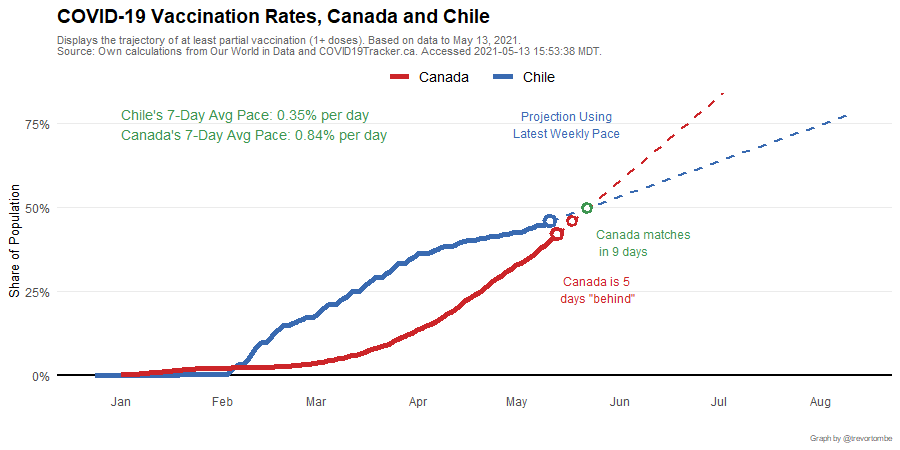 COVID-19 Vaccination Rates, Canada and Chile
Displays the trajectory of at least partial vaccination (1+ doses). Based on data to May 13, 2021.
Source: Own calculations from Our World in Data and COVID19Tracker.ca. Accessed 2021-05-13 15:53:38 MDT.
Canada Chile
Chile's 7-Day Avg Pace: 0.35% per day
Canada's 7-Day Avg Pace: 0.84% per day
Projection Using
Latest Weekly Pace
75%
50%
25%
0%
Share of Population
Canada matches
in 9 days
Canada is 5
days "behind"
Jan Feb Mar Apr May Jun Jul Aug
Graph by @trevortombe